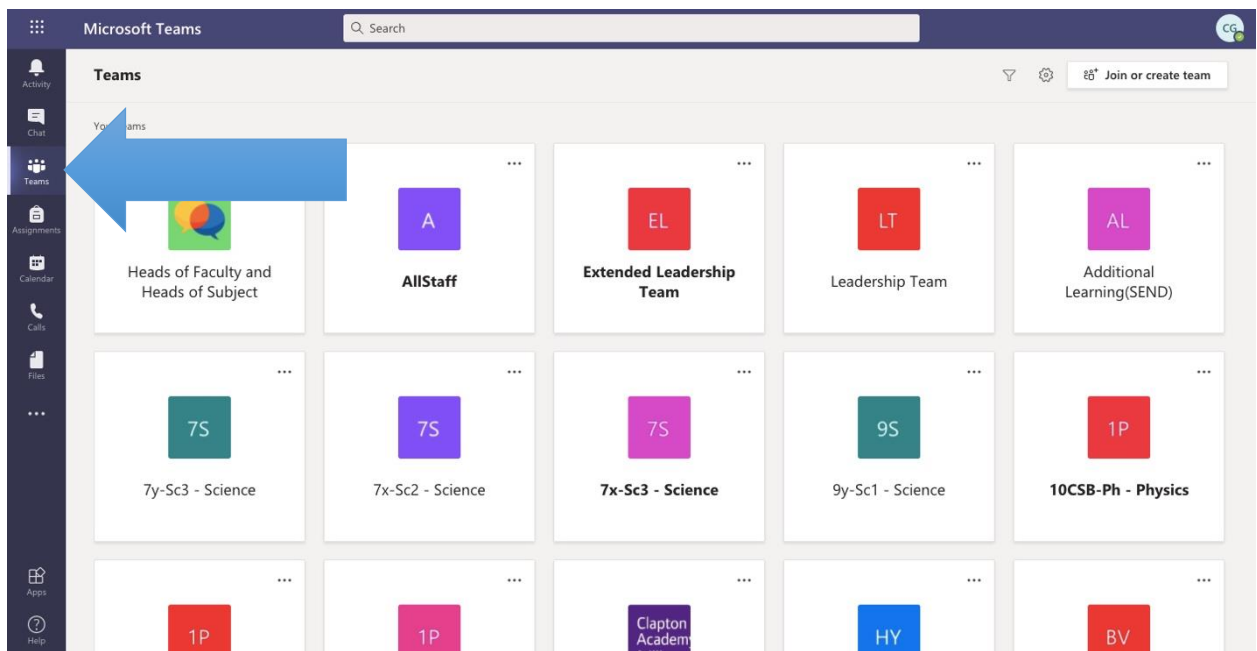 Microsoft Teams
Search
CG
Activity
Chat
Teams
Assignments
Calendar
Calls
Files
Apps
Help
Teams
Join or create team
Heads of Faculty and
Heads of Subject
A
AllStaff
EL
Extended Leadership
Team
LT
Leadership Team
AL
Additional
Learning(SEND)
7S
7y-Sc3 - Science
7S
7x-Sc2 - Science
7S
7x-Sc3 - Science
9S
9y-Sc1 - Science
1P
10CSB-Ph - Physics
1P
1P
Clapton
Academy
HY
BV